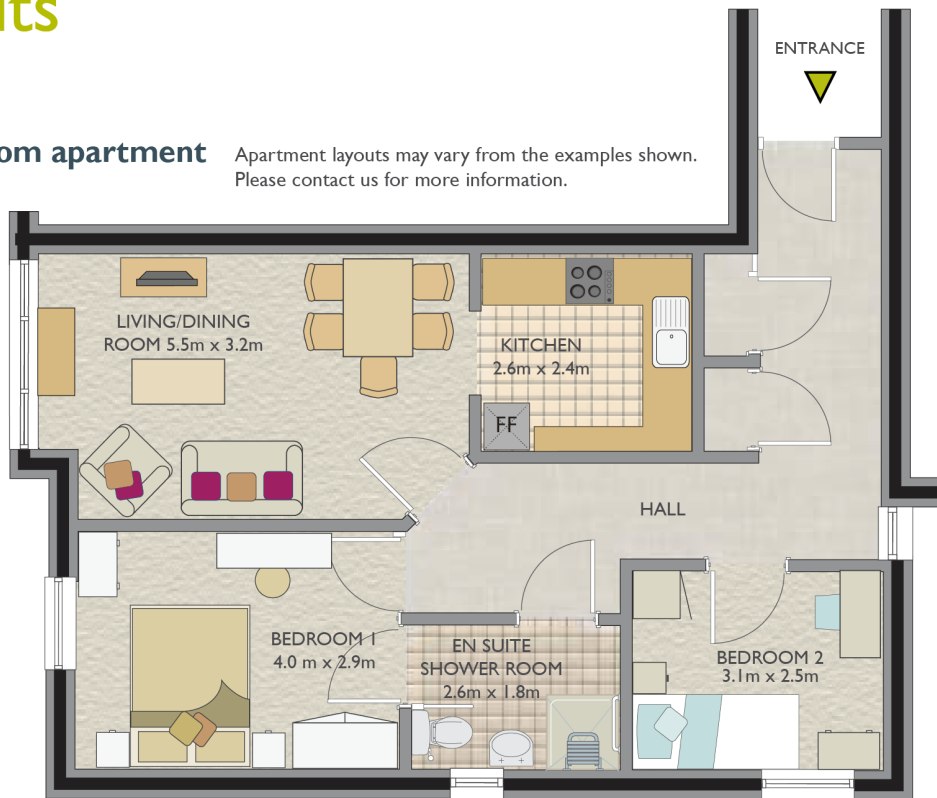 ENTRANCE
apartment
Apartment layouts may vary from the examples shown.
Please contact us for more information.
LIVING/DINING
ROOM 5.5m x 3.2m
KITCHEN
2.6m x 2.4m
FF
HALL
BEDROOM 1
4.0 m x 2.9m
EN SUITE
SHOWER ROOM
2.6m x 1.8m
BEDROOM 2
3.1m x 2.5m